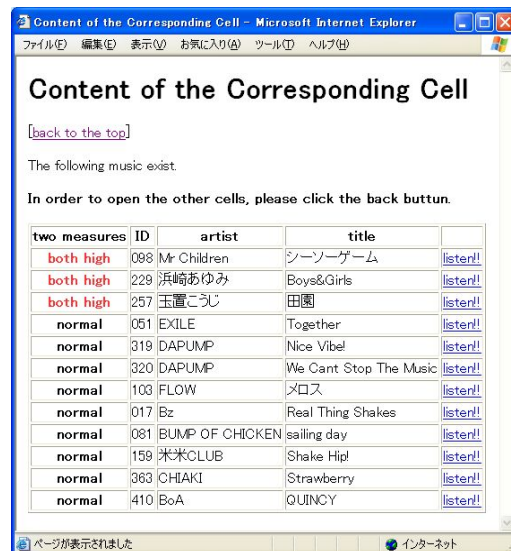 Content of the Corresponding Cell - Microsoft Internet Explorer
ファイル(F) 編集(E) 表示(V) お気に入り(A) ツール(T) ヘルプ(H)
Content of the Corresponding Cell
[back to the top]
The following music exist.
In order to open the other cells, please click the back buttun.
two measures ID artist title
both high 098 Mr Children シーソーゲーム listen!!
both high 229 浜崎あゆみ Boys&Girls listen!!
both high 257 玉置こうじ 田園 listen!!
normal 051 EXILE Together listen!!
normal 319 DAPUMP Nice Vibe! listen!!
normal 320 DAPUMP We Cant Stop The Music listen!!
normal 103 FLOW メロス listen!!
normal 017 Bz Real Thing Shakes listen!!
normal 081 BUMP OF CHICKEN sailing day listen!!
normal 159 米米CLUB Shake Hip! listen!!
normal 363 CHIAKI Strawberry listen!!
normal 410 BoA QUINCY listen!!
ページが表示されました インターネット